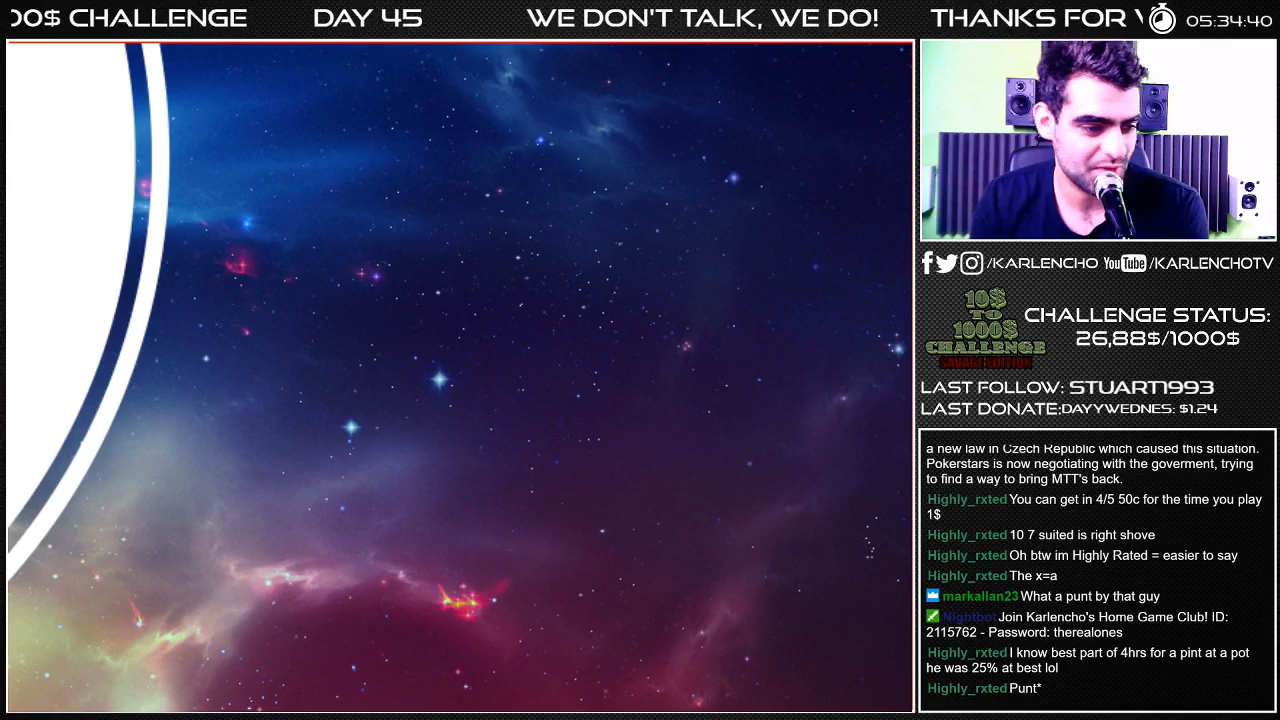 00$ CHALLENGE DAY 45 WE DON'T TALK, WE DO! THANKS FOR
05:34:40
/KARLENCHO YouTube /KARLENCHOTV
10$
TO
1000$
CHALLENGE
SAVAGE EDITION
CHALLENGE STATUS:
26,88$/1000$
LAST FOLLOW: STUART1993
LAST DONATE:DAYYWEDNES: $1.24
a new law in Czech Republic which caused this situation.
Pokerstars is now negotiating with the goverment, trying
to find a way to bring MTT's back.
Highly_rxted You can get in 4/5 50c for the time you play
1$
Highly_rxted 10 7 suited is right shove
Highly_rxted Oh btw im Highly Rated = easier to say
Highly_rxted The x=a
markallan23 What a punt by that guy
Nightbot Join Karlencho's Home Game Club! ID:
2115762 - Password: therealones
Highly_rxted I know best part of 4hrs for a pint at a pot
he was 25% at best lol
Highly_rxted Punt*